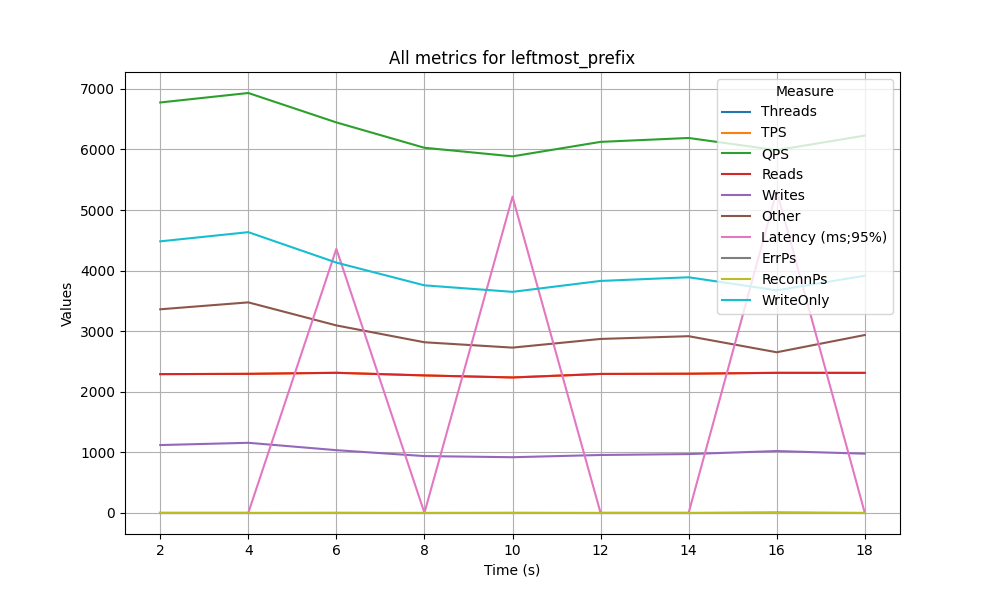 All metrics for leftmost_prefix
Values
7000
6000
5000
4000
3000
2000
1000
0
Measure
Threads
TPS
QPS
Reads
Writes
Other
Latency (ms;95%)
ErrPs
ReconnPs
WriteOnly
2 4 6 8 10 12 14 16 18
Time (s)